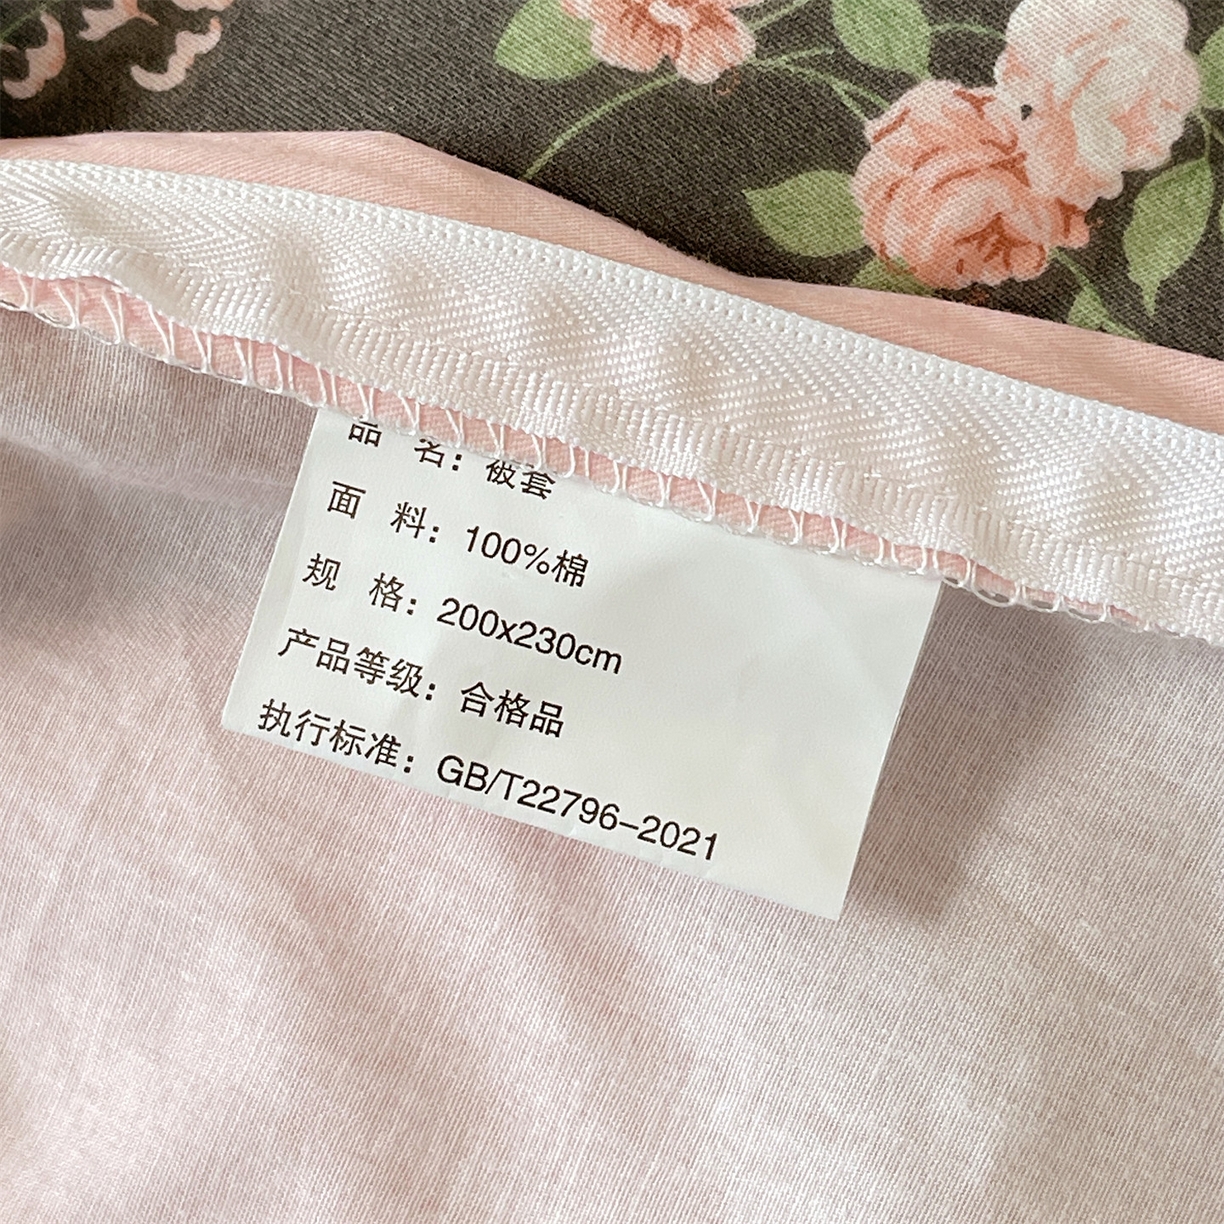 品 名：被套
面 料：100%棉
规 格：200x230cm
产品等级：合格品
执行标准：GB/T22796-2021